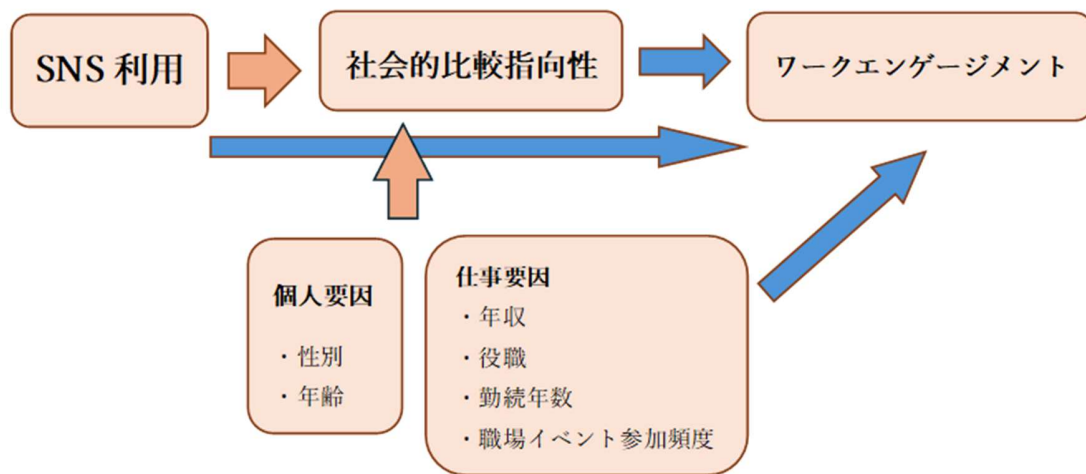 SNS 利用
社会的比較指向性
ワークエンゲージメント
個人要因
・性別
・年齢
仕事要因
・年収
・役職
・勤続年数
・職場イベント参加頻度